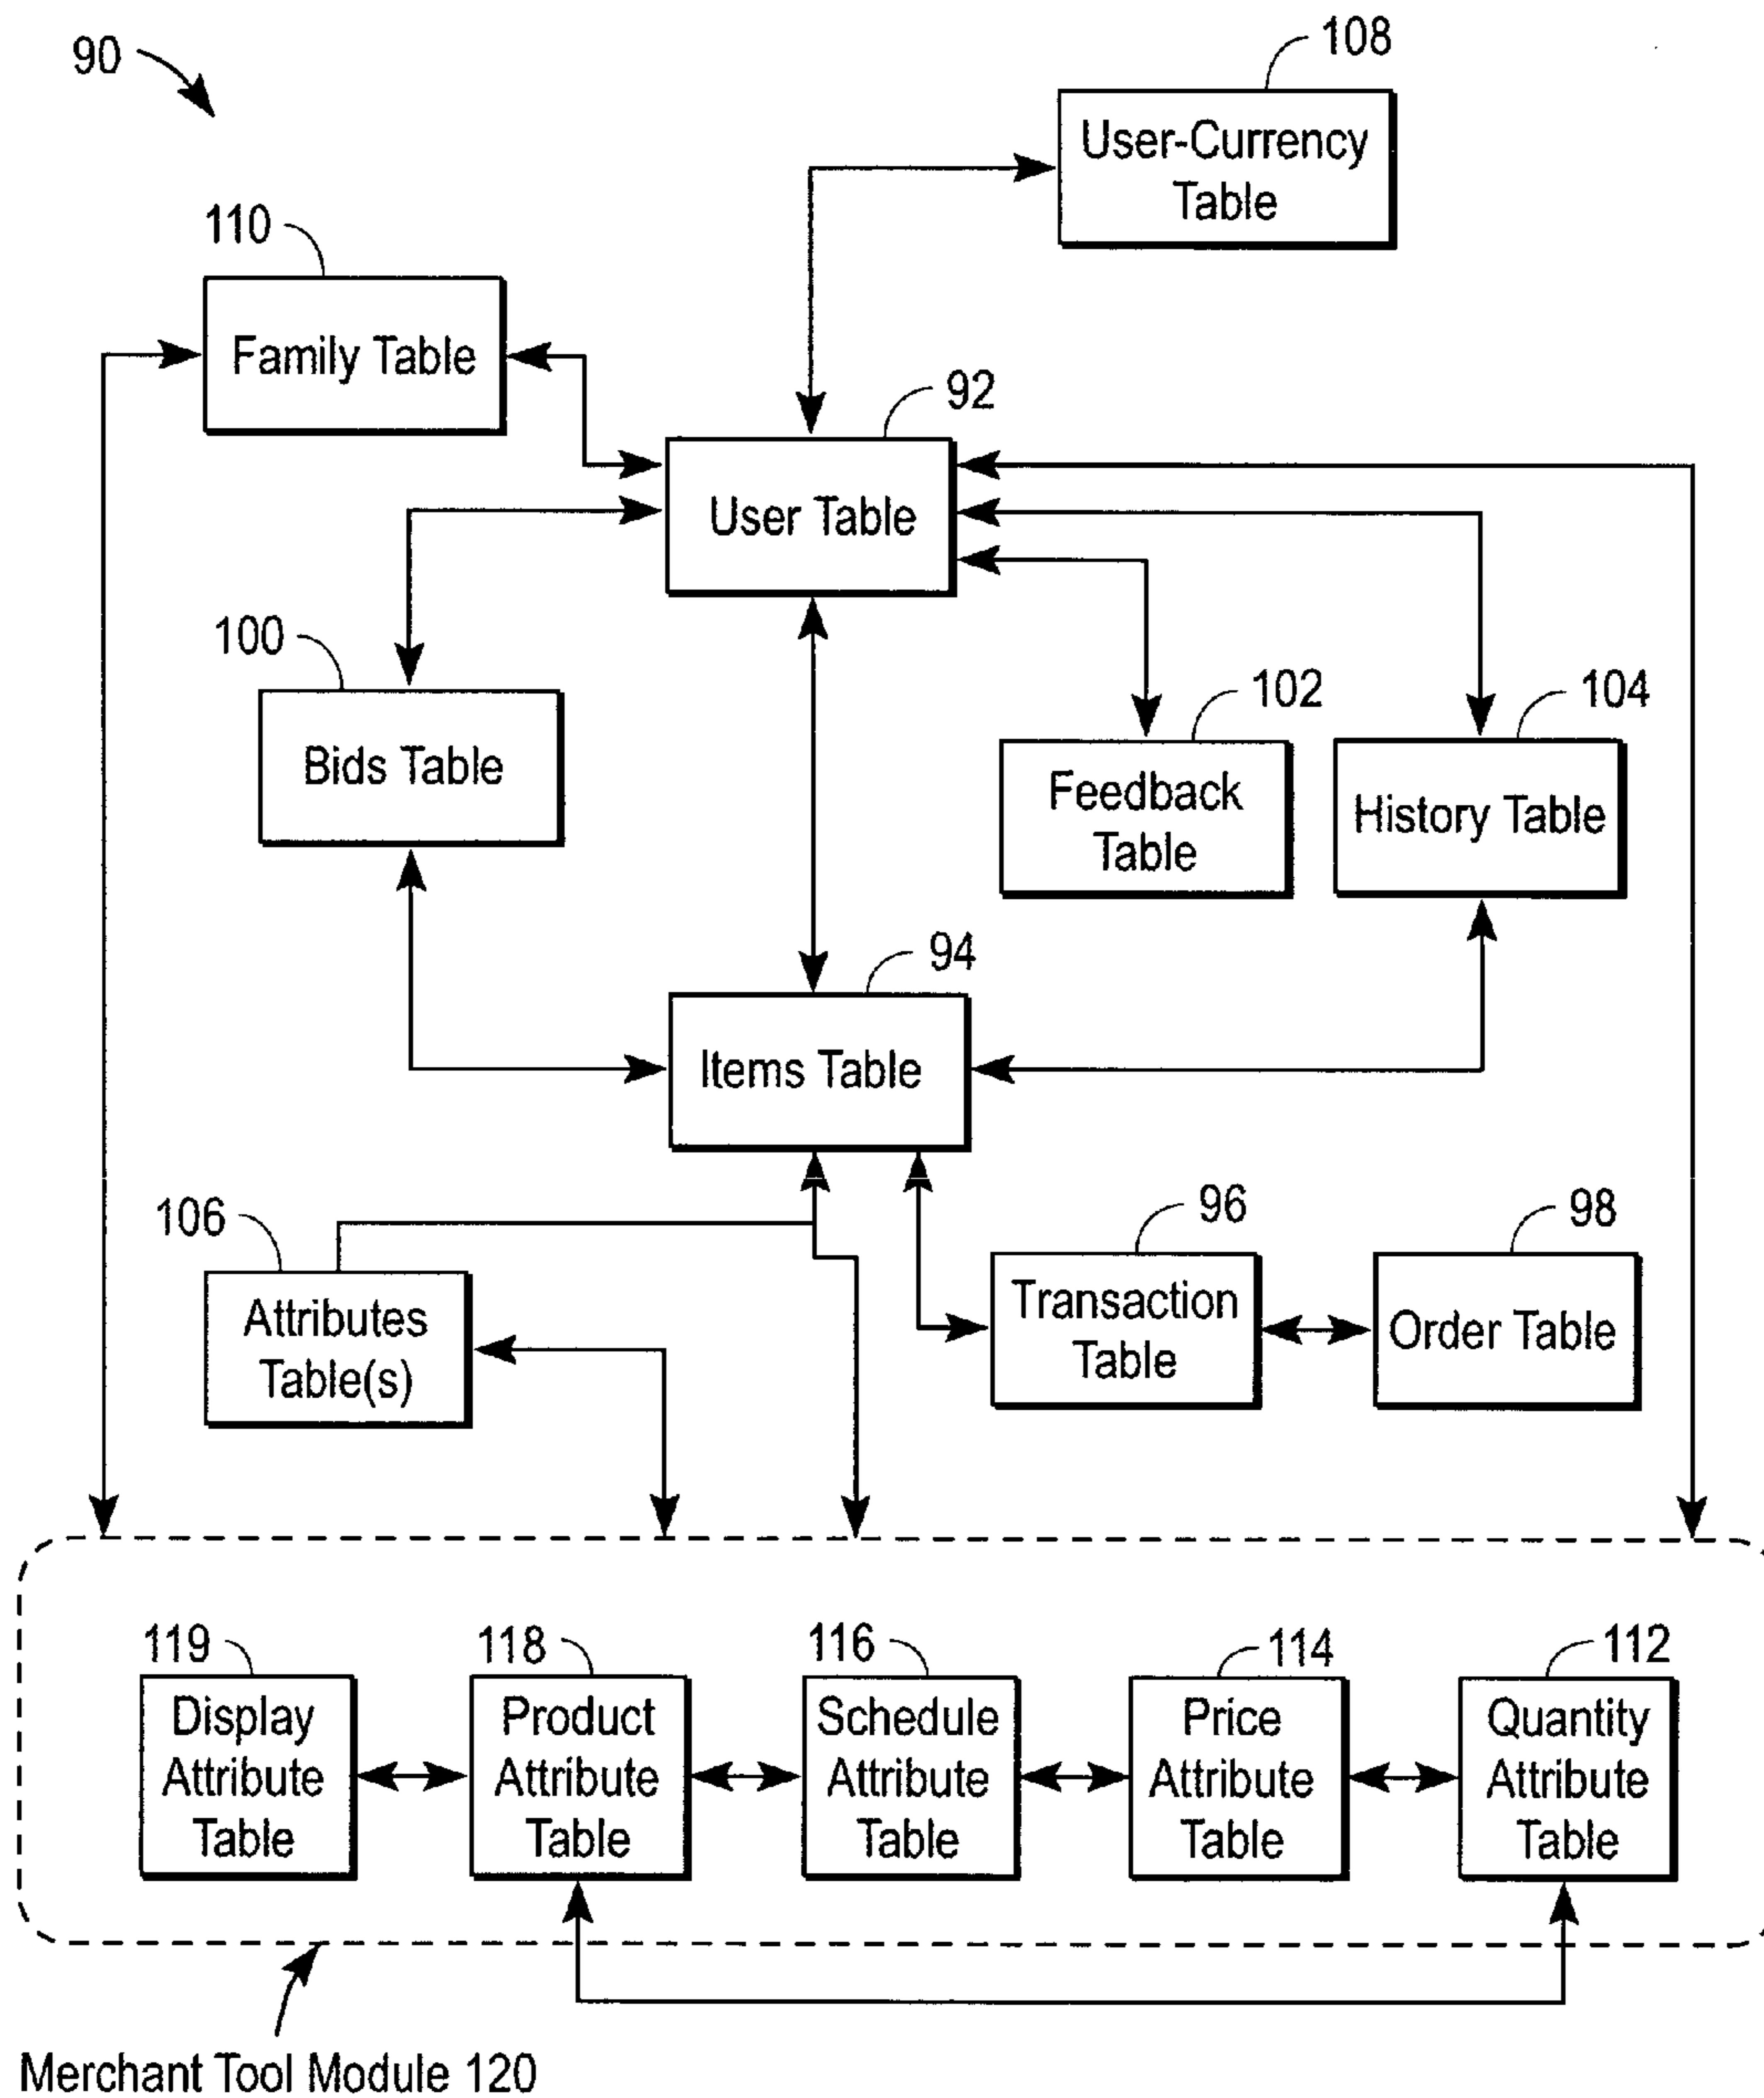 90
108
User-Currency
Table
110
Family Table
92
User Table
100
Bids Table
102
Feedback
Table
104
History Table
94
Items Table
106
Attributes
Table(s)
96
Transaction
Table
98
Order Table
119
Display
Attribute
Table
118
Product
Attribute
Table
116
Schedule
Attribute
Table
114
Price
Attribute
Table
112
Quantity
Attribute
Table
Merchant Tool Module 120